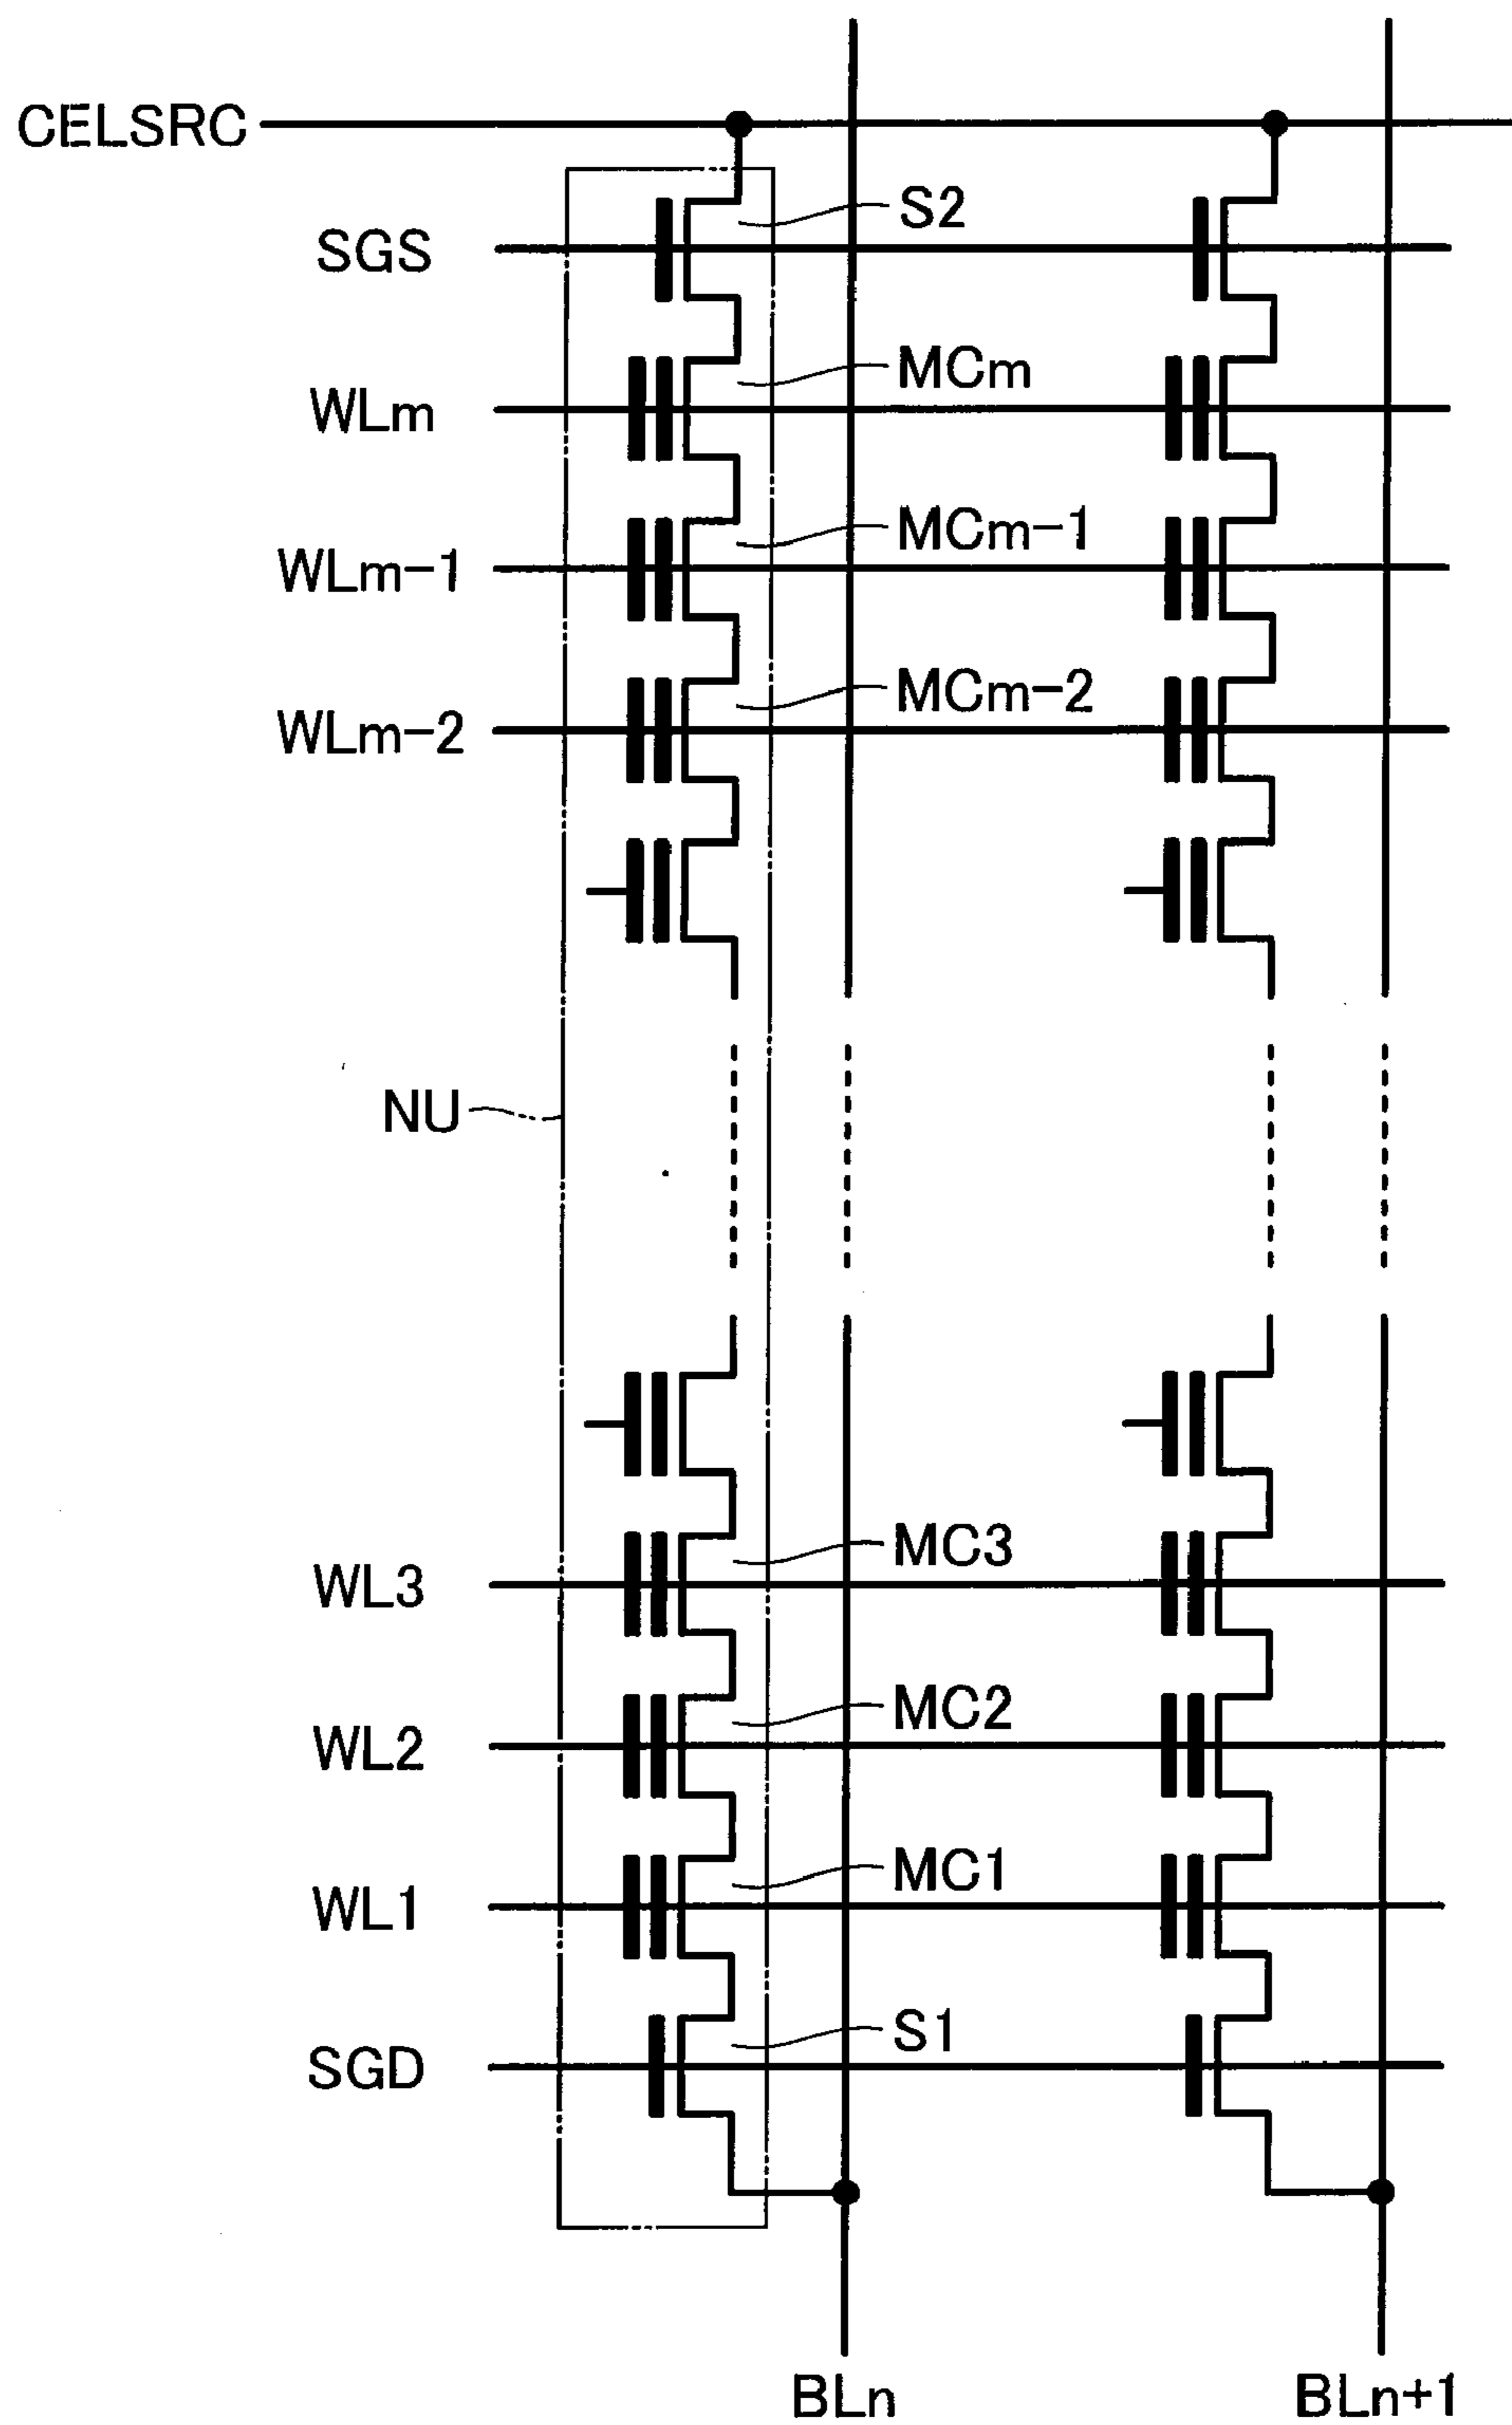 CELSRC
SGS
S2
WLm
MCm
WLm-1
MCm-1
WLm-2
MCm-2
NU
WL3
MC3
WL2
MC2
WL1
MC1
SGD
S1
BLn
BLn+1